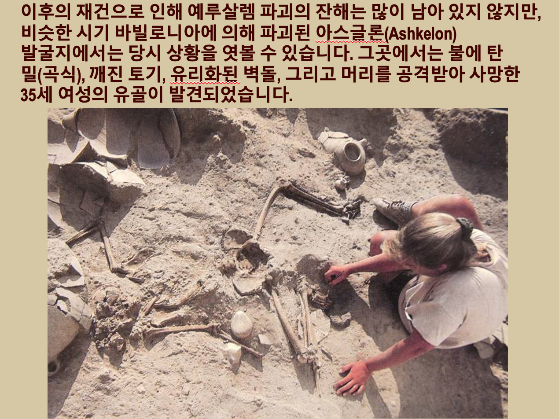 이후의 재건으로 인해 예루살렘 파괴의 잔해는 많이 남아 있지 않지만,
비슷한 시기 바빌로니아에 의해 파괴된 아스글론(Ashkelon)
발굴지에서는 당시 상황을 엿볼 수 있습니다. 그곳에서는 불에 탄
밀(곡식), 깨진 토기, 유리화된 벽돌, 그리고 머리를 공격받아 사망한
35세 여성의 유골이 발견되었습니다.